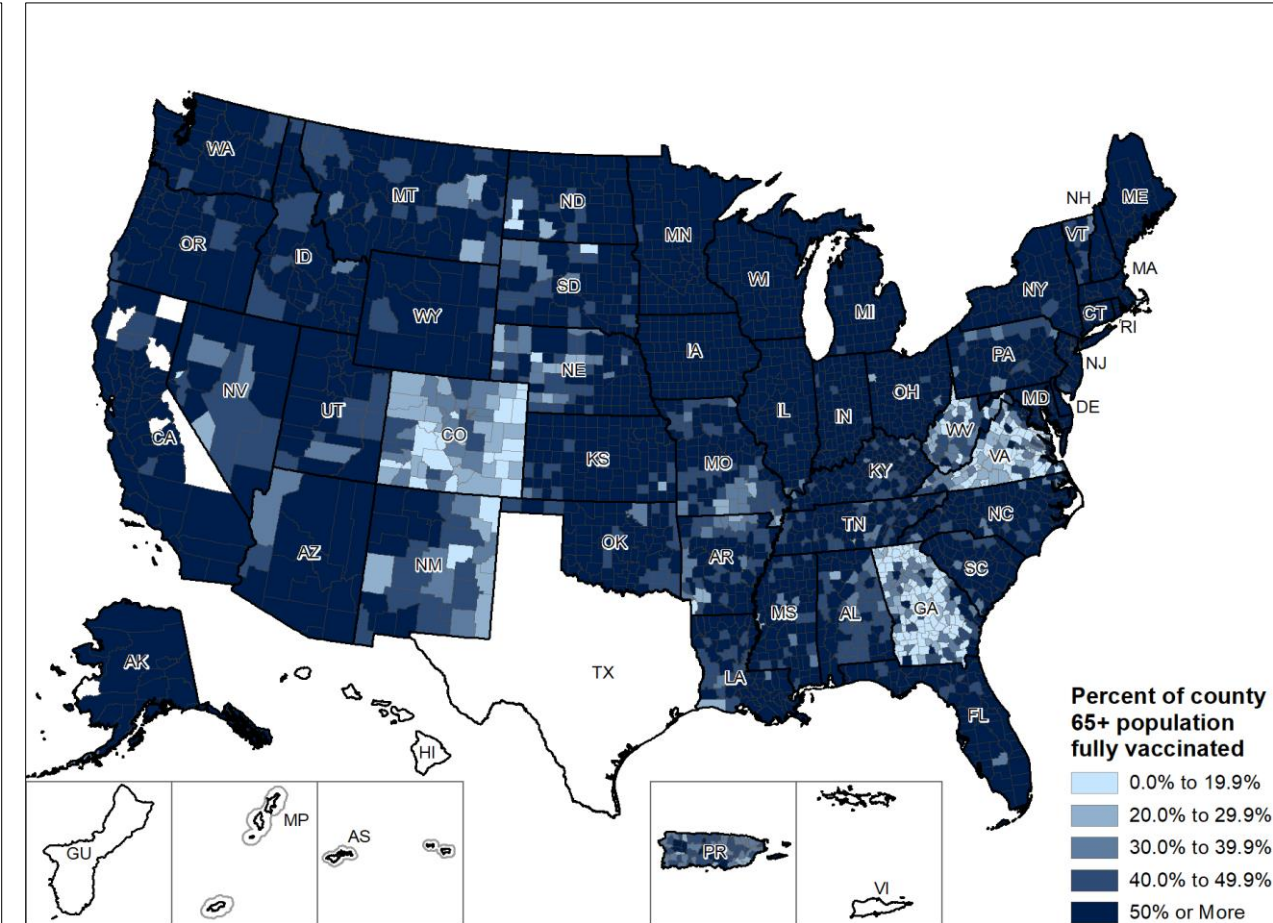 WA
MT
ND
MN
OR
ID
SD
WI
WY
MI
NH
ME
VT
NY
MA
CT
RI
IA
NE
PA
NJ
NV
UT
CO
IL
IN
OH
MD
DE
CA
KS
MO
WV
VA
KY
AZ
NM
OK
AR
TN
NC
SC
MS
AL
GA
TX
LA
FL
AK
HI
GU
MP
AS
PR
VI
Percent of county
65+ population
fully vaccinated
0.0% to 19.9%
20.0% to 29.9%
30.0% to 39.9%
40.0% to 49.9%
50% or More